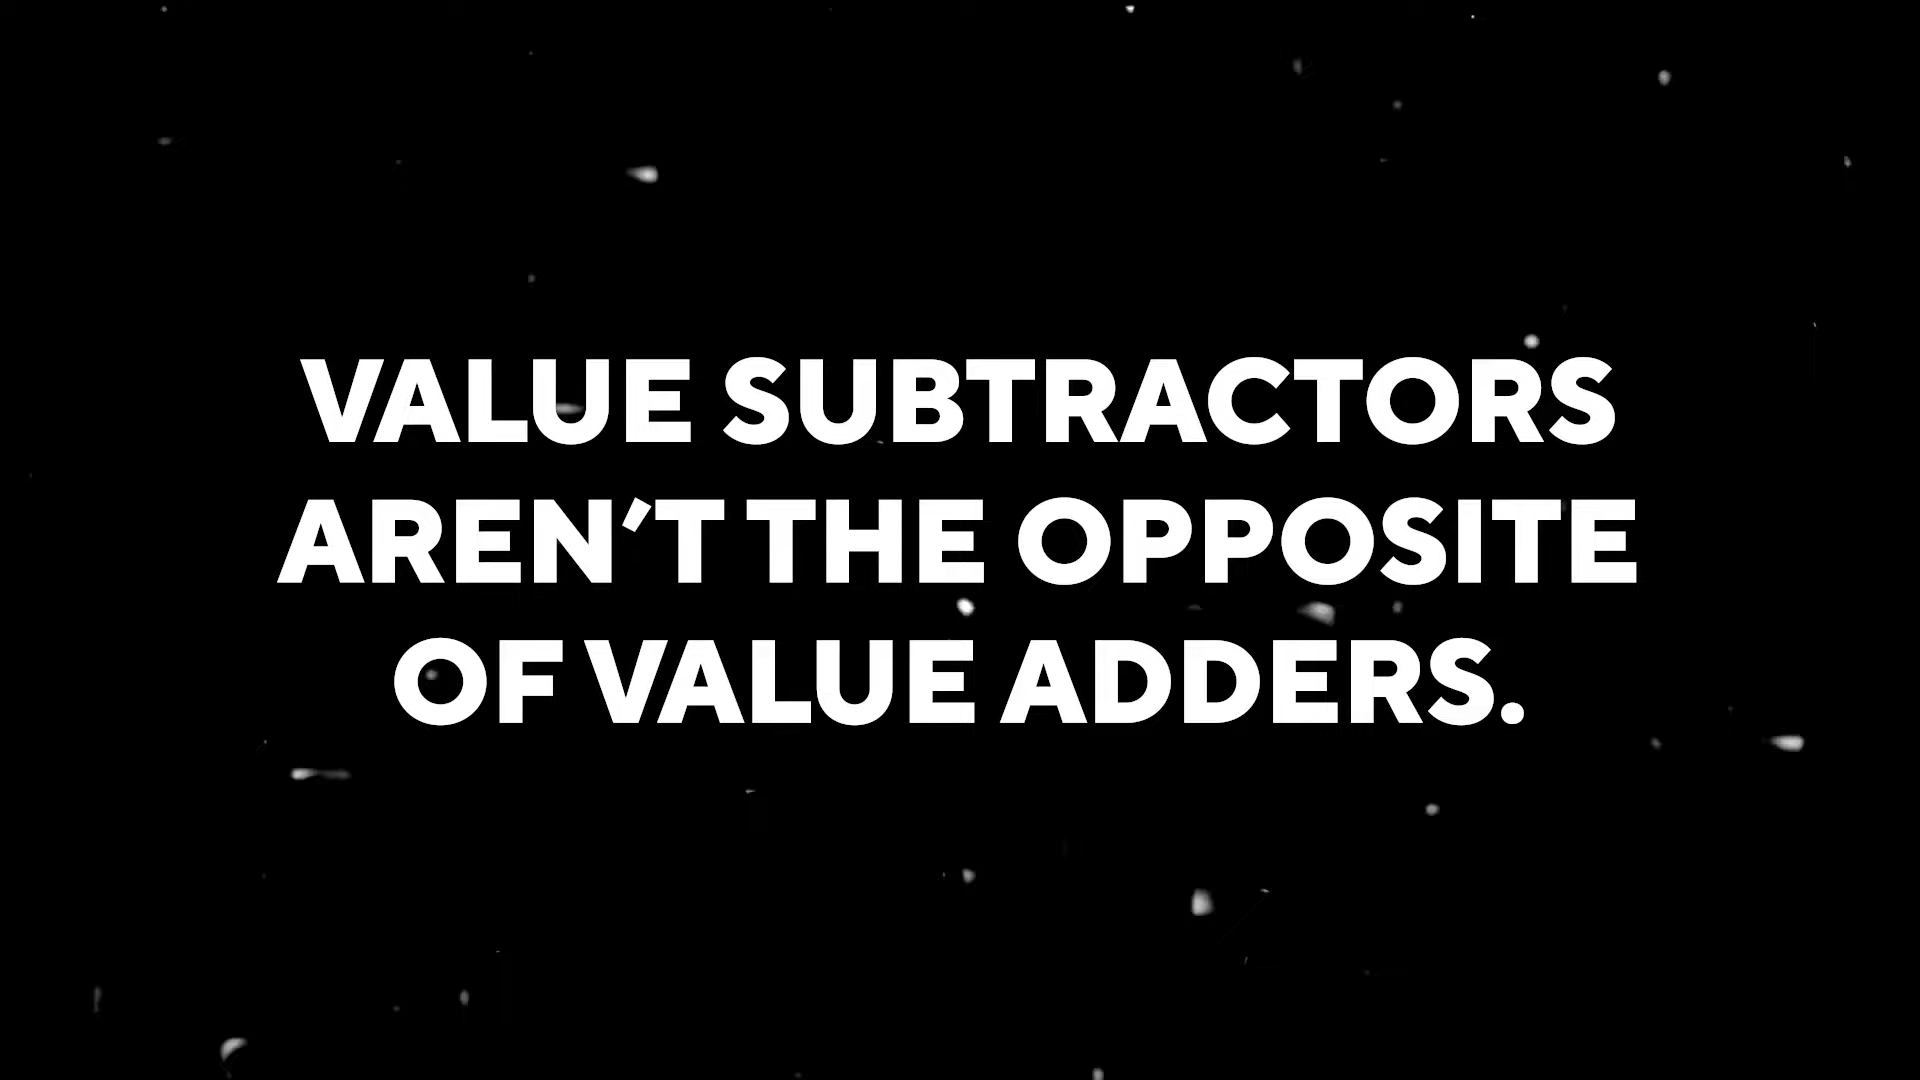 VALUE SUBTRACTORS
AREN'T THE OPPOSITE
OF VALUE ADDERS.